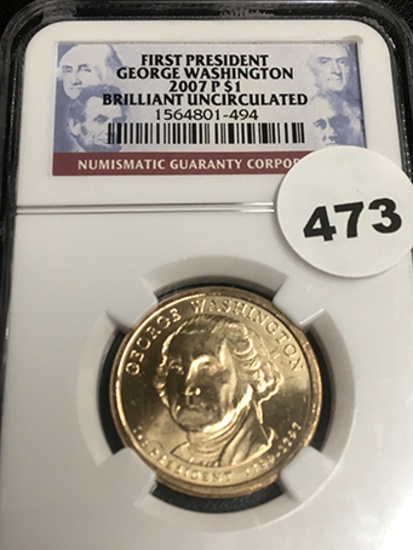 FIRST PRESIDENT
GEORGE WASHINGTON
2007 P $1
BRILLIANT UNCIRCULATED
1564801-494
NUMISMATIC GUARANTY CORPOR
473
GEORGE WASHINGTON
PRESIDENT 1789-1797